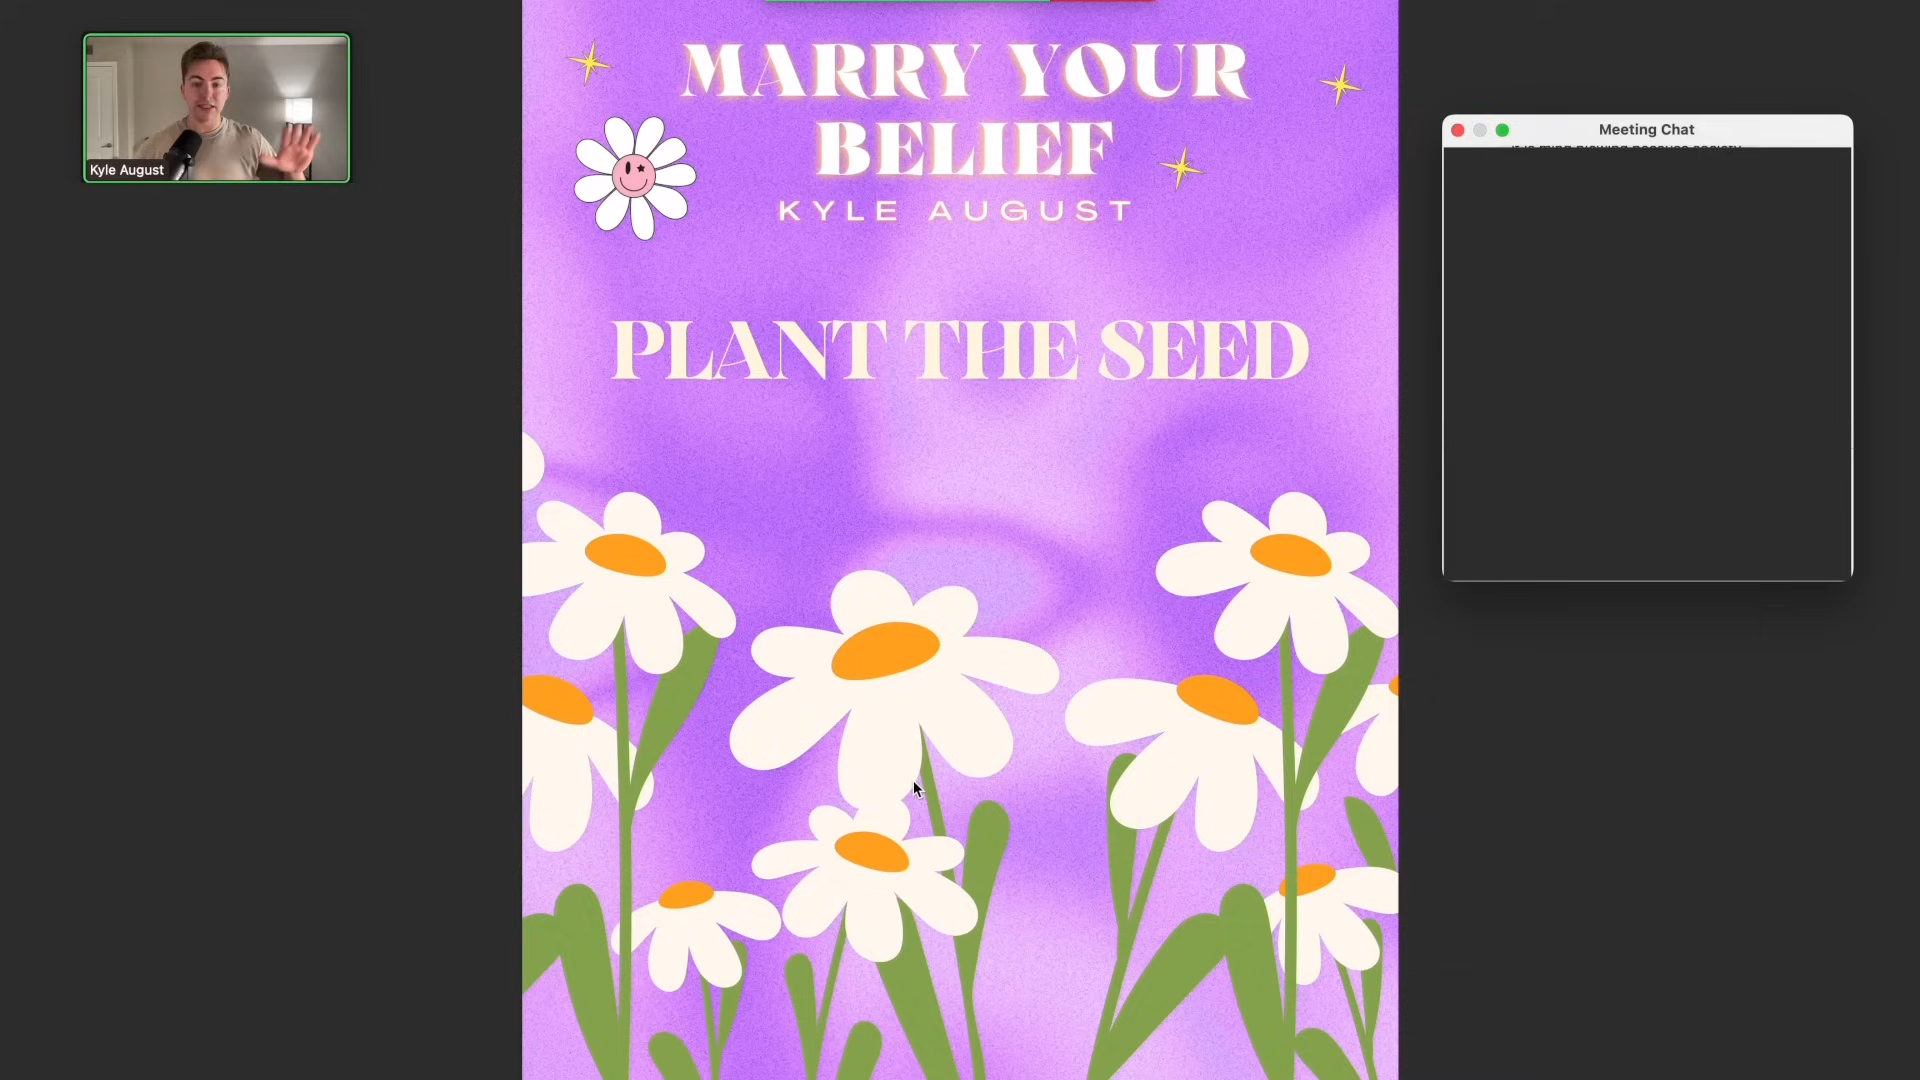 MARRY YOUR
BELIEF
KYLE AUGUST
PLANT THE SEED
Kyle August
Meeting Chat